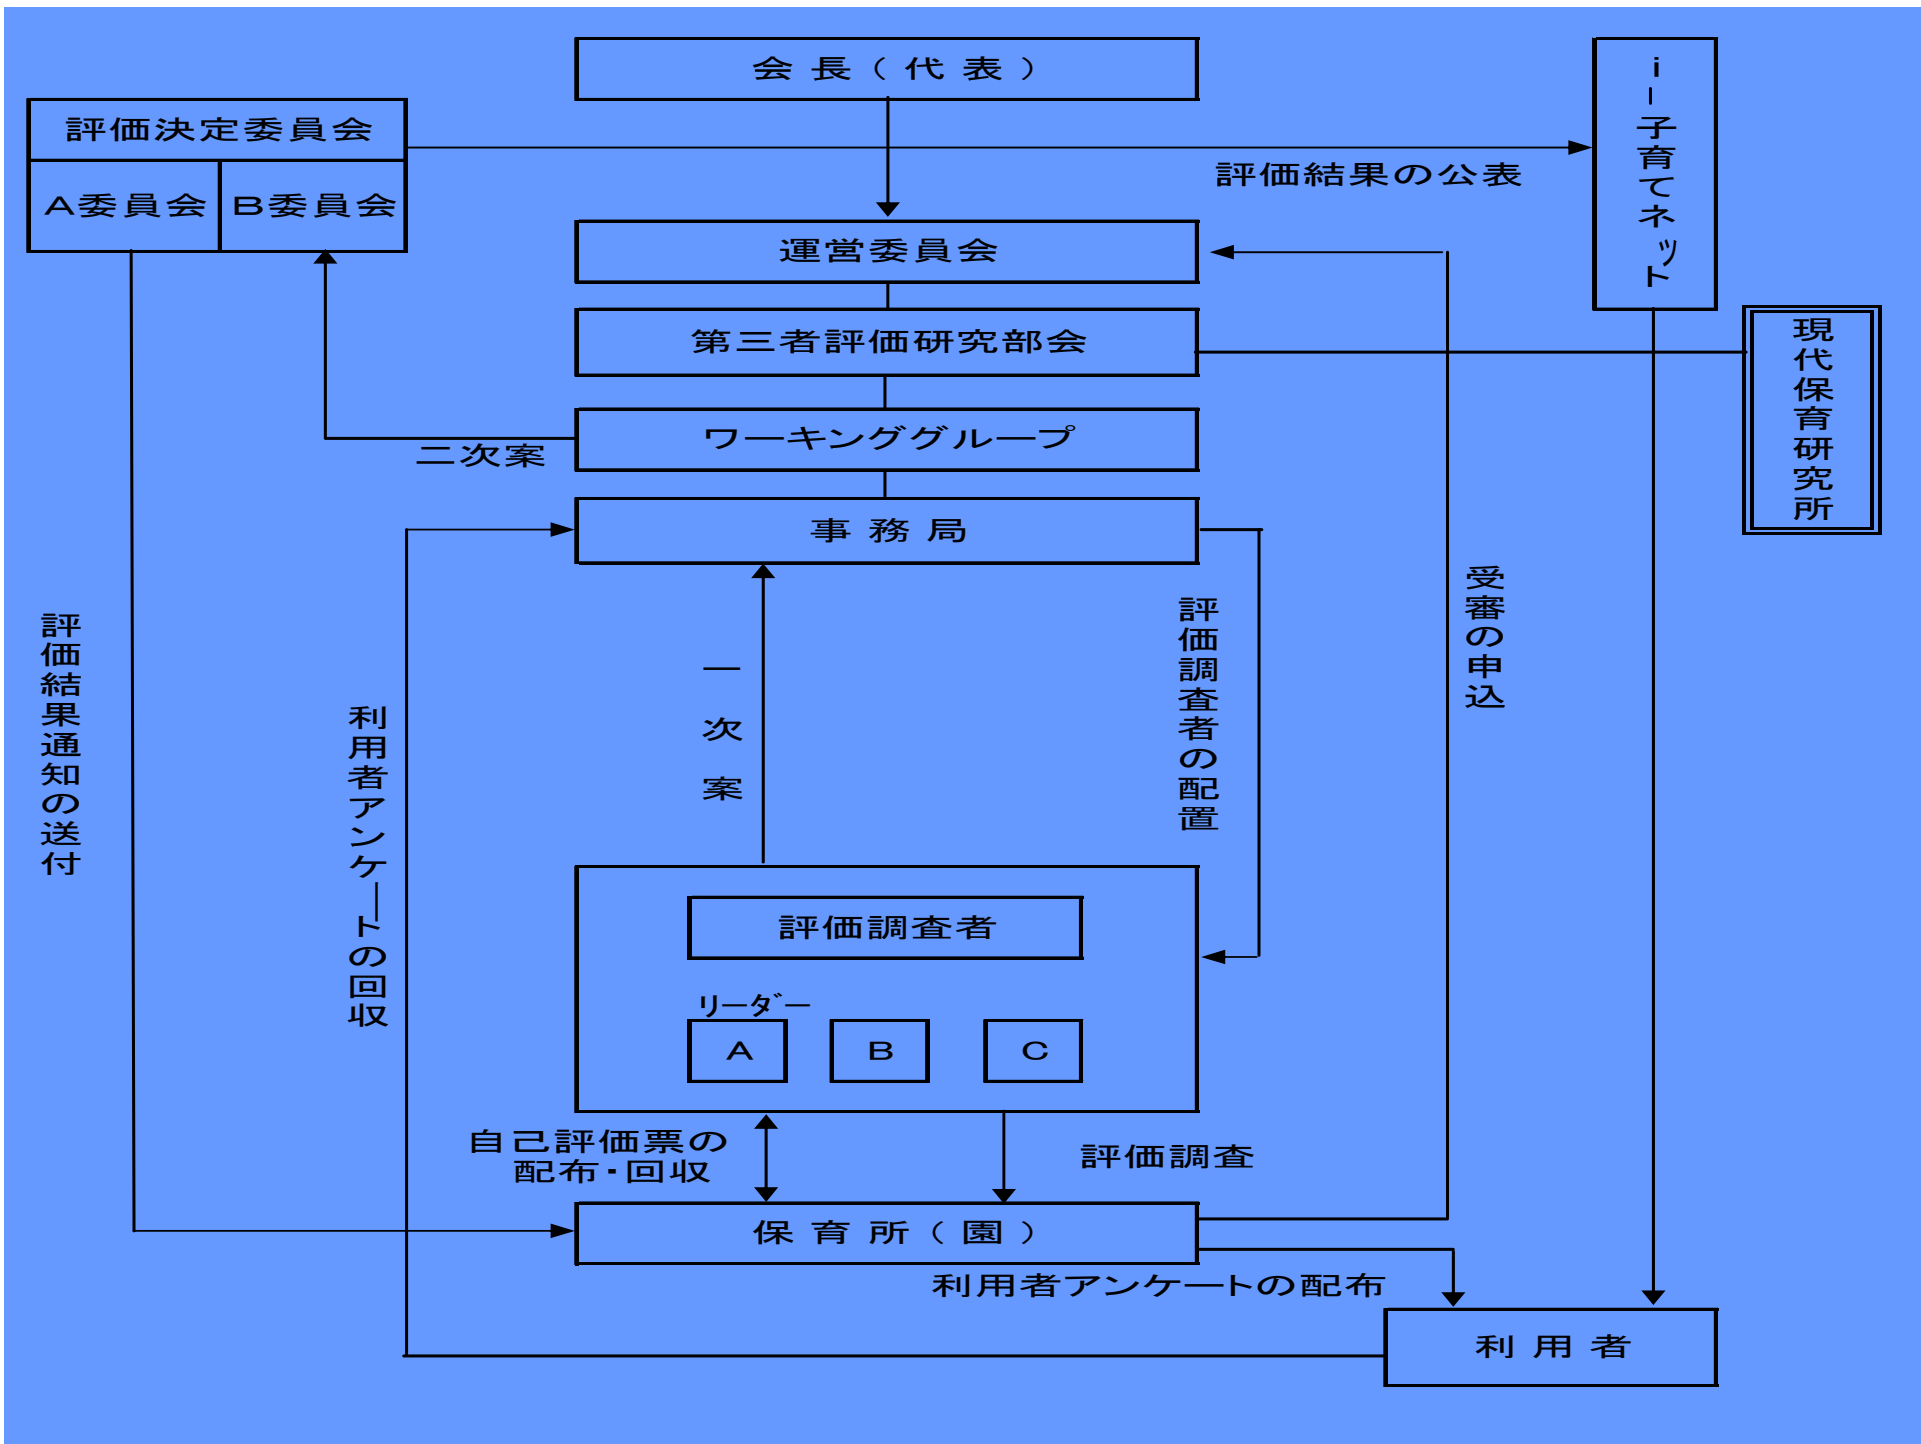 会長(代表)
評価決定委員会
A委員会
B委員会
評価結果の公表
i-子育てネット
運営委員会
第三者評価研究部会
現代保育研究所
ワーキンググループ
二次案
事務局
評価結果通知の送付
利用者アンケートの回収
一次案
評価調査者の配置
受審の申込
評価調査者
リーダー
A
B
C
自己評価票の
配布・回収
評価調査
保育所(園)
利用者アンケートの配布
利用者